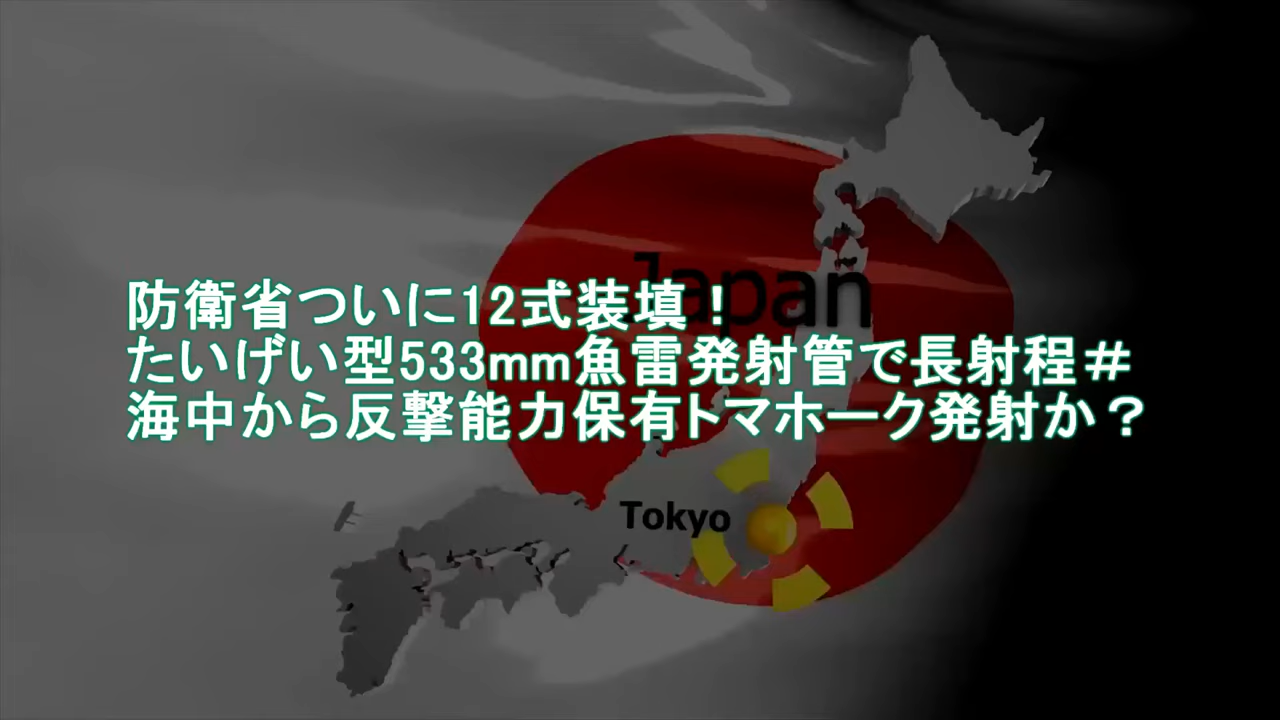 Japan
防衛省ついに12式装填！
たいげい型533mm魚雷発射管で長射程＃
海中から反撃能力保有トマホーク発射か？
Tokyo